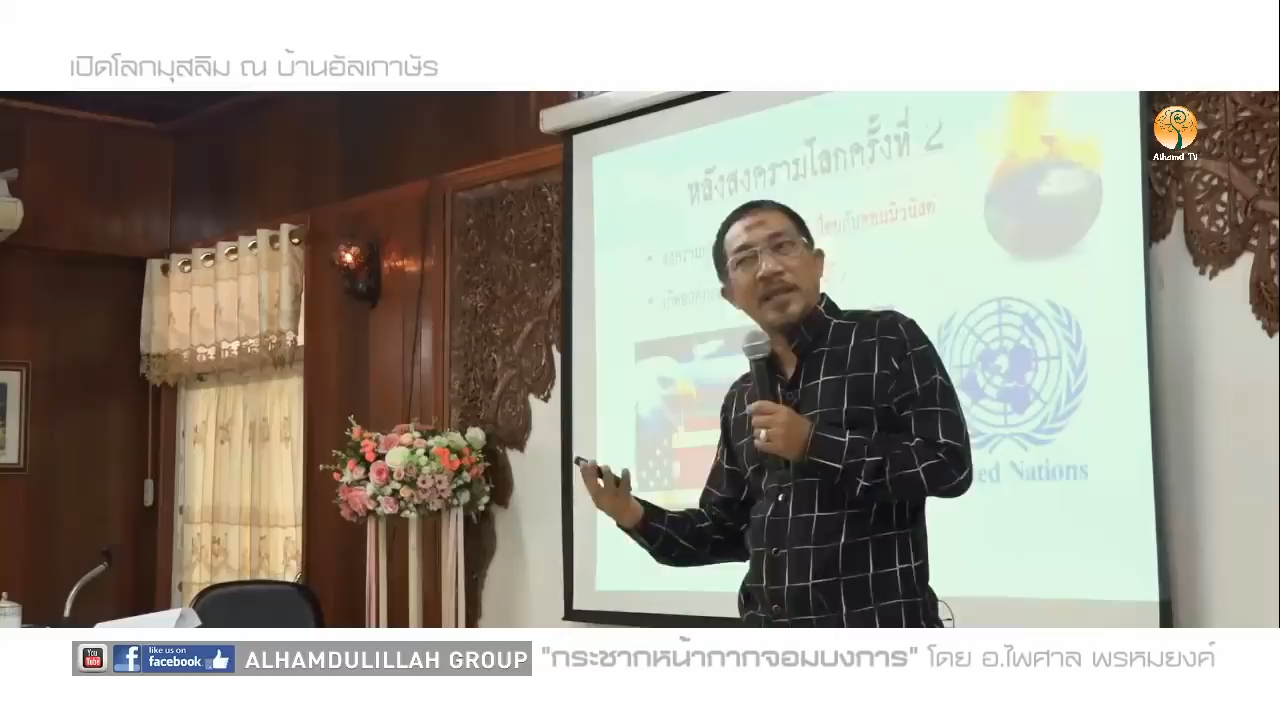 เปิดโลกมุสลิม ณ บ้านอัลเกาษัร
Alhamd TV
หลังสงครามโลกครั้งที่ 2
Nations
You Tube
like us on
facebook
ALHAMDULILLAH GROUP
"กระชากหน้ากากจอมบงการ" โดย อ.ไพศาล พรหมยงค์